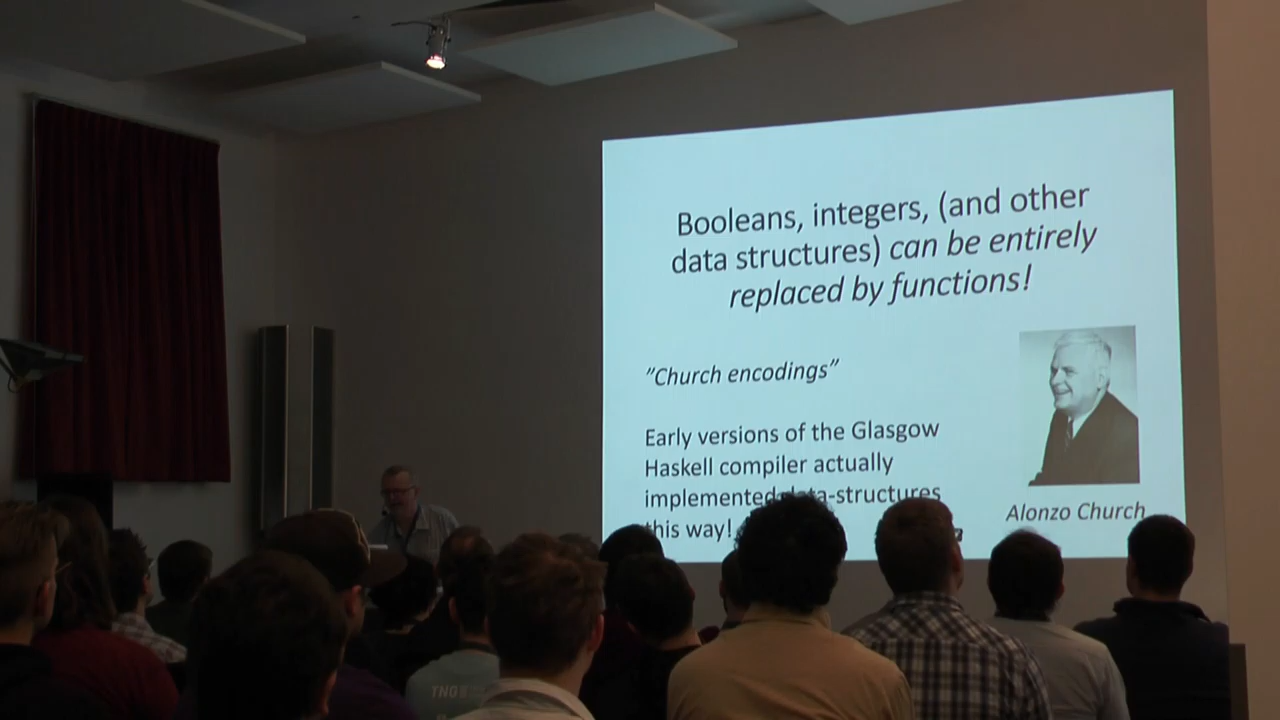 Booleans, integers, (and other
data structures) can be entirely
replaced by functions!
”Church encodings”
Early versions of the Glasgow
Haskell compiler actually
implemented data-structures
this way!
Alonzo Church
TNO